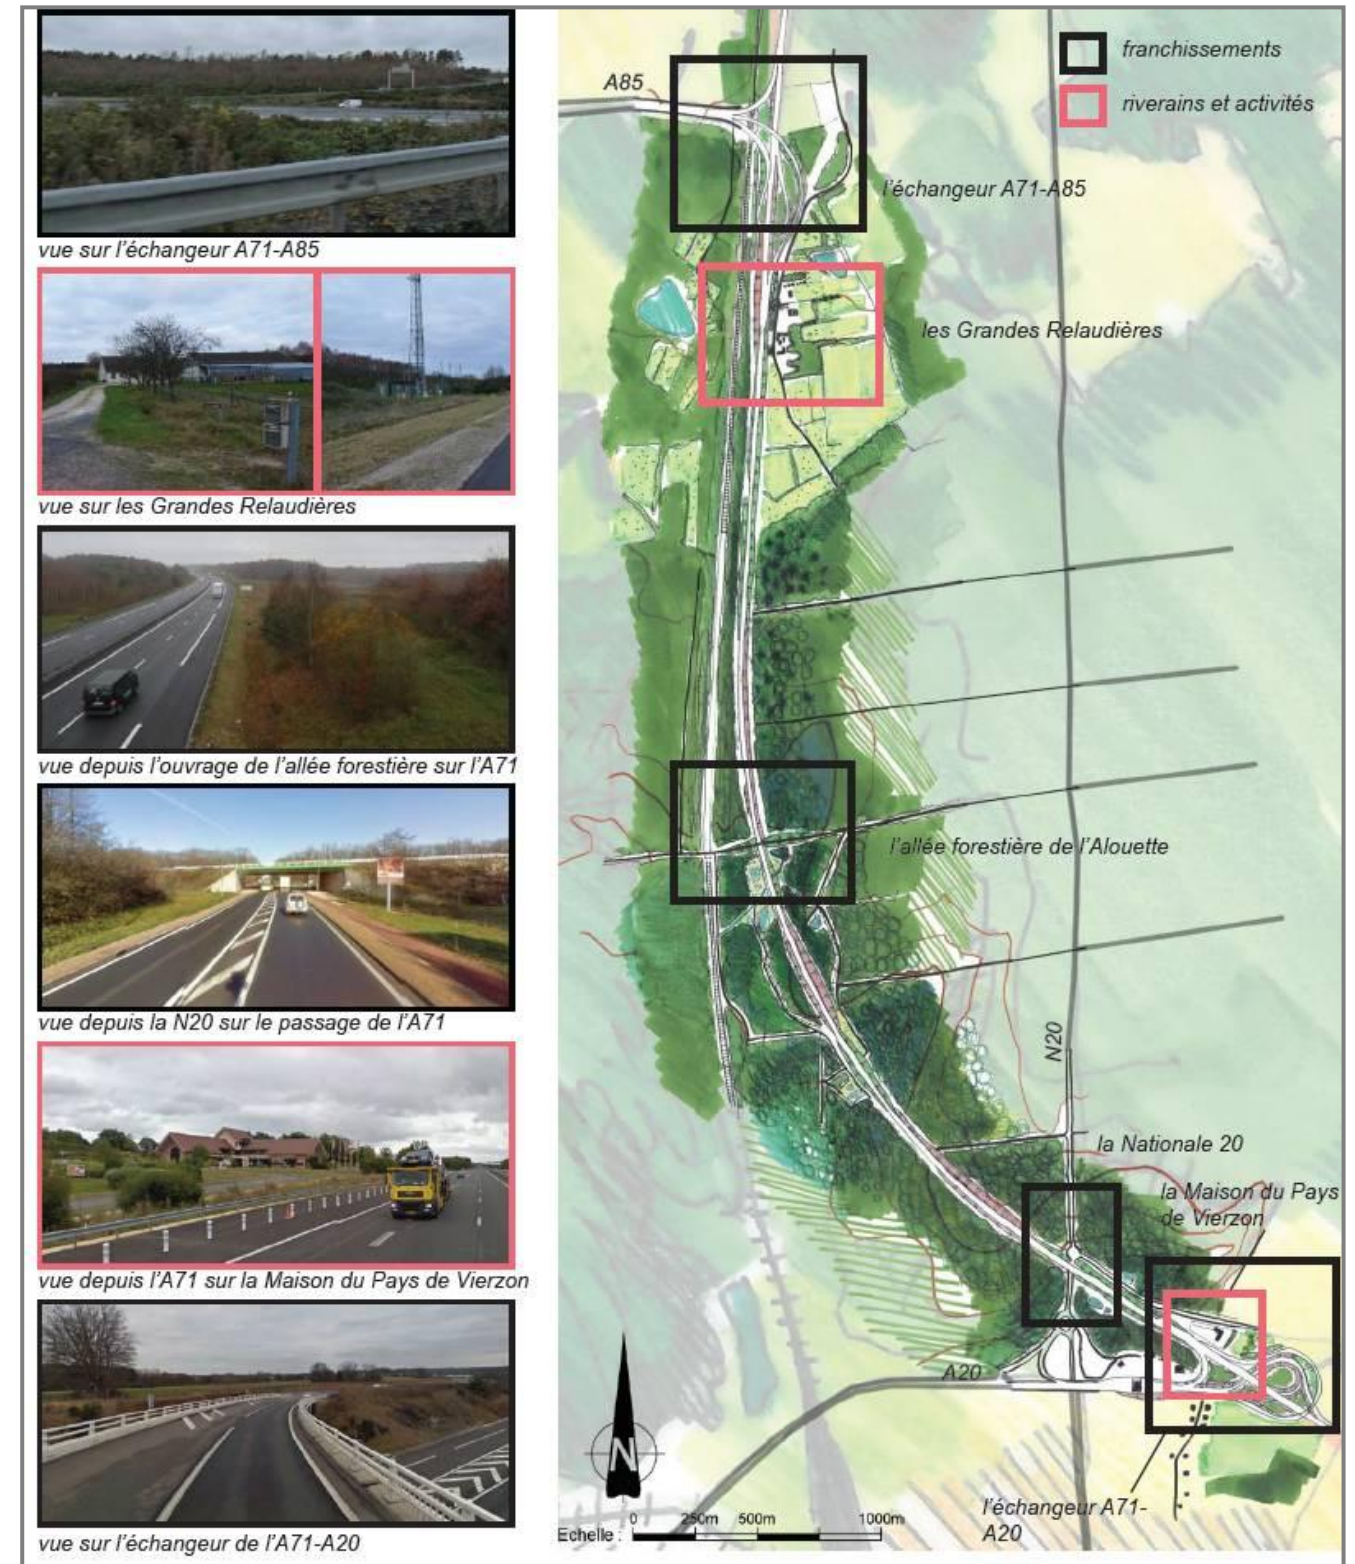 vue sur l'échangeur A71-A85
vue sur les Grandes Relaudières
vue depuis l'ouvrage de l'allée forestière sur l'A71
vue depuis la N20 sur le passage de l'A71
vue depuis l'A71 sur la Maison du Pays de Vierzon
vue sur l'échangeur de l'A71-A20
franchissements
riverains et activités
A85
l'échangeur A71-A85
les Grandes Relaudières
l'allée forestière de l'Alouette
N20
la Nationale 20
la Maison du Pays
de Vierzon
A20
l'échangeur A71-
A20
N
Echelle :
0 250m 500m 1000m